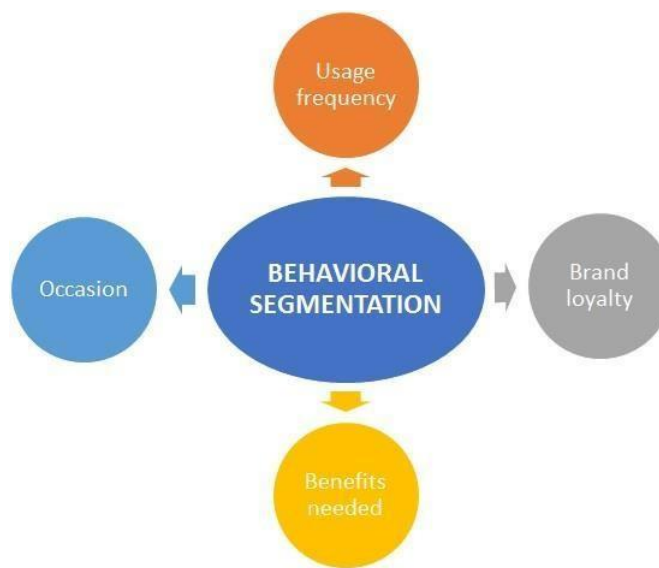 Usage
frequency
Occasion
BEHAVIORAL
SEGMENTATION
Brand
loyalty
Benefits
needed